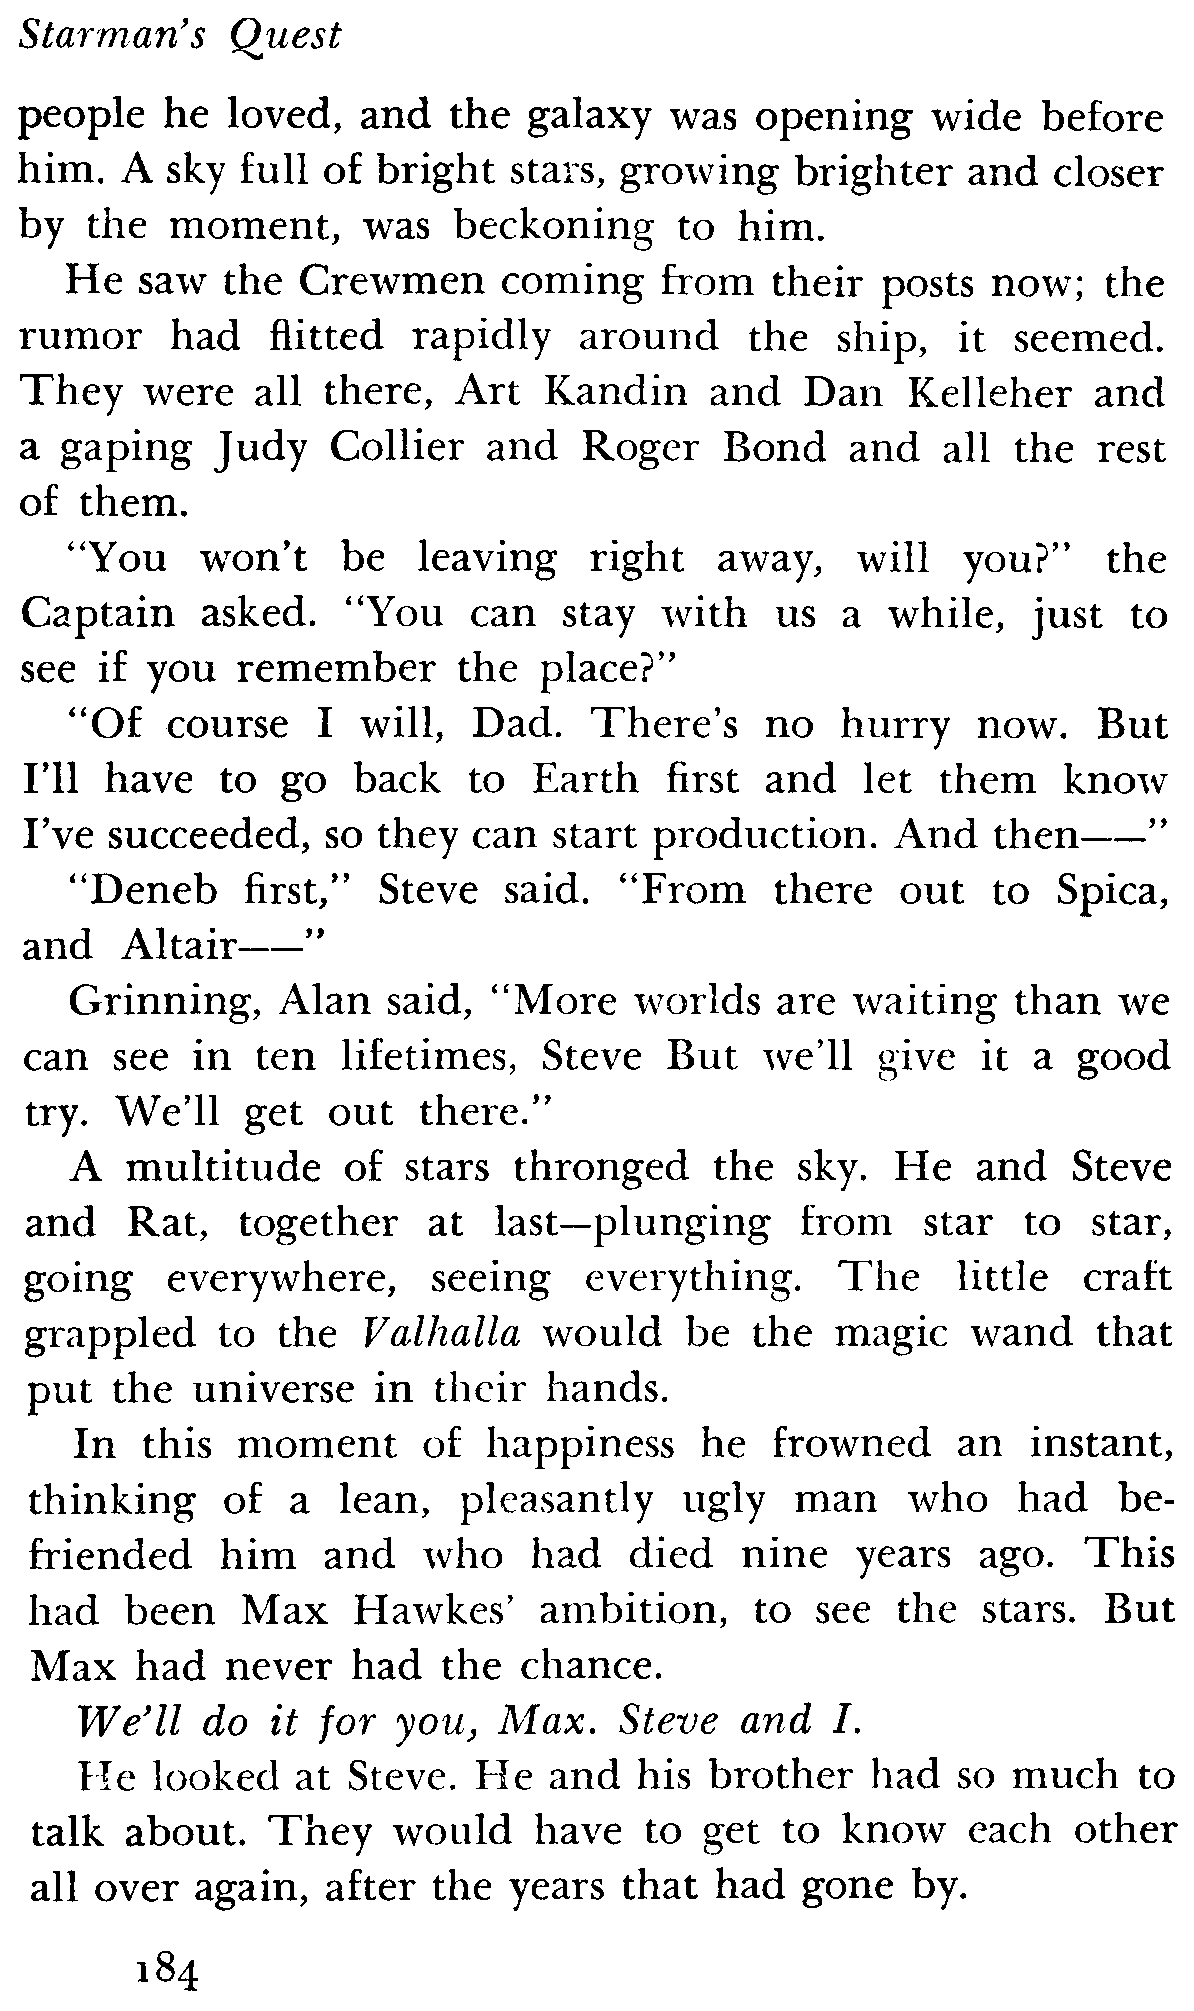 Starman's Quest
people he loved, and the galaxy was opening wide before
him. A sky full of bright stars, growing brighter and closer
by the moment, was beckoning to him.
He saw the Crewmen coming from their posts now; the
rumor had flitted rapidly around the ship, it seemed.
They were all there, Art Kandin and Dan Kelleher and
a gaping Judy Collier and Roger Bond and all the rest
of them.
"You won't be leaving right away, will you?" the
Captain asked. "You can stay with us a while, just to
see if you remember the place?"
"Of course I will, Dad. There's no hurry now. But
I'll have to go back to Earth first and let them know
I've succeeded, so they can start production. And then——"
"Deneb first," Steve said. "From there out to Spica,
and Altair——"
Grinning, Alan said, "More worlds are waiting than we
can see in ten lifetimes, Steve But we'll give it a good
try. We'll get out there."
A multitude of stars thronged the sky. He and Steve
and Rat, together at last—plunging from star to star,
going everywhere, seeing everything. The little craft
grappled to the Valhalla would be the magic wand that
put the universe in their hands.
In this moment of happiness he frowned an instant,
thinking of a lean, pleasantly ugly man who had be-
friended him and who had died nine years ago. This
had been Max Hawkes' ambition, to see the stars. But
Max had never had the chance.
We'll do it for you, Max. Steve and I.
He looked at Steve. He and his brother had so much to
talk about. They would have to get to know each other
all over again, after the years that had gone by.
184